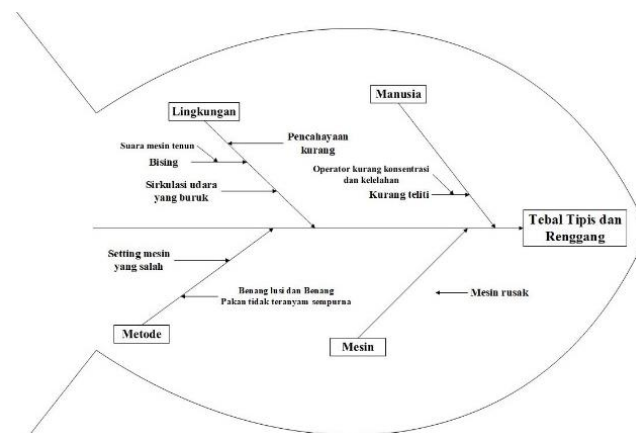 Manusia
Lingkungan
Pencahayaan
kurang
Suara mesin tenun
Bising
Operator kurang konsentrasi
dan kelelahan
Sirkulasi udara
yang buruk
Kurang teliti
Tebal Tipis dan
Renggang
Setting mesin
yang salah
Benang lusi dan Benang
Pakan tidak teranyam sempurna
Mesin rusak
Metode
Mesin